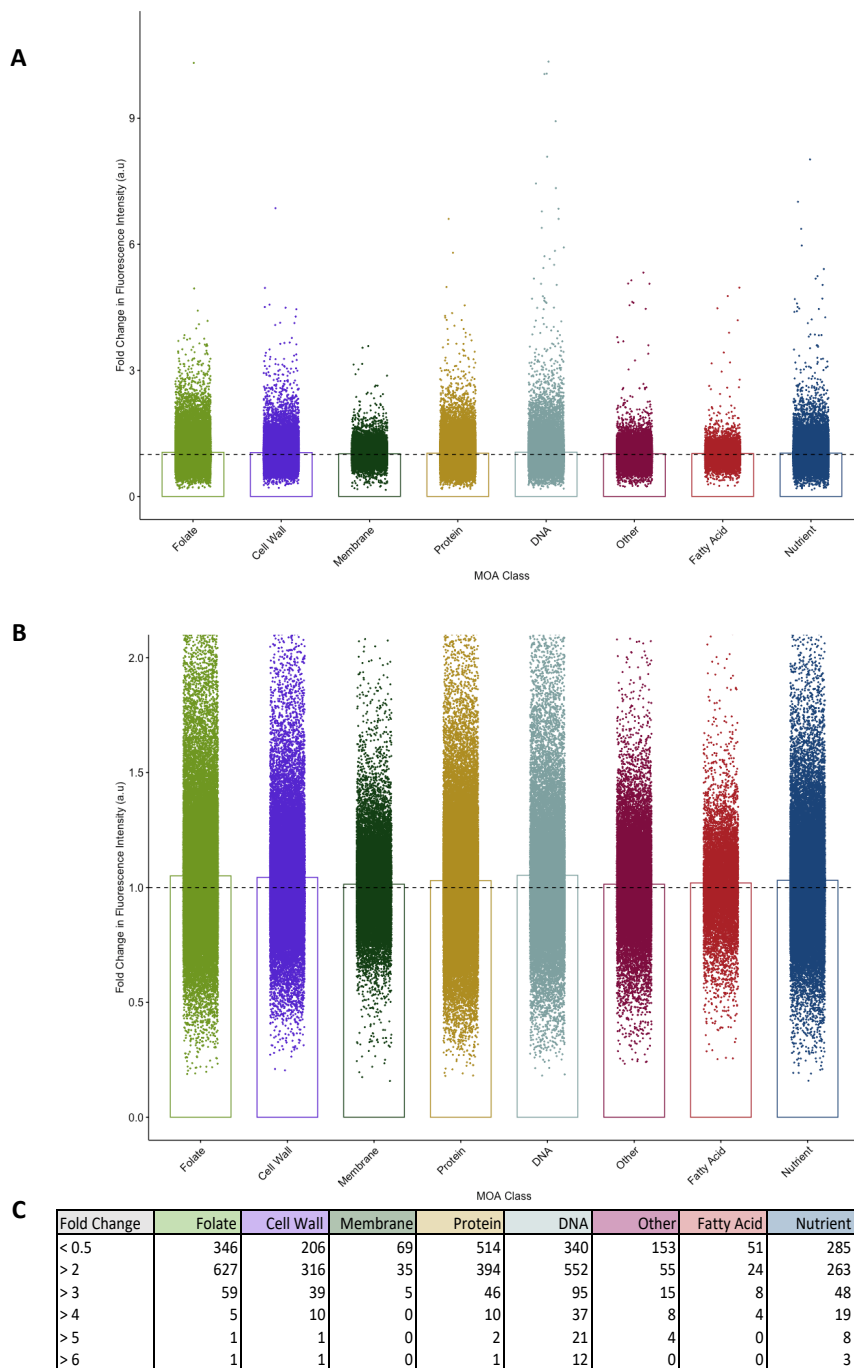 A
Fold Change in Fluorescence Intensity (a.u)
9
6
3
0
Folate Cell Wall Membrane Protein DNA Other Fatty Acid Nutrient
MOA Class
B
Fold Change in Fluorescence Intensity (a.u)
2.0
1.5
1.0
0.5
0.0
Folate Cell Wall Membrane Protein DNA Other Fatty Acid Nutrient
MOA Class
C
Fold Change Folate Cell Wall Membrane Protein DNA Other Fatty Acid Nutrient
< 0.5 346 206 69 514 340 153 51 285
> 2 627 316 35 394 552 55 24 263
> 3 59 39 5 46 95 15 8 48
> 4 5 10 0 10 37 8 4 19
> 5 1 1 0 2 21 4 0 8
> 6 1 1 0 1 12 0 0 3